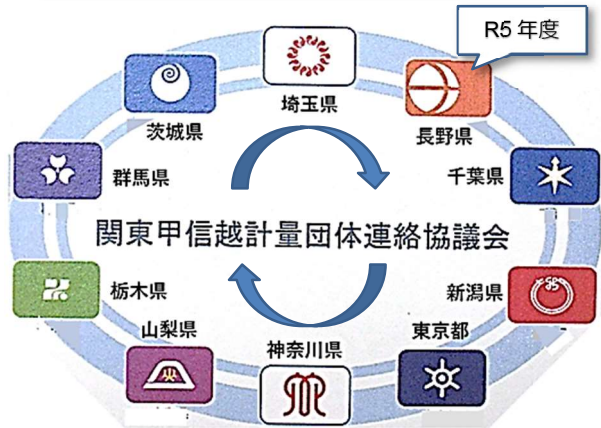 R5 年度
埼玉県
長野県
茨城県
千葉県
群馬県
関東甲信越計量団体連絡協議会
栃木県
新潟県
山梨県
東京都
神奈川県